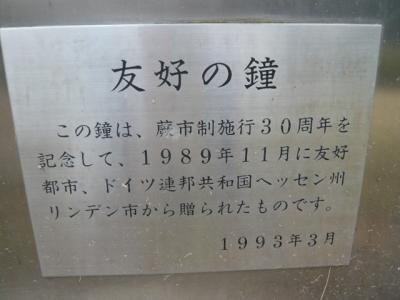 友好の鐘
この鐘は、蕨市制施行30周年を
記念して、1989年11月に友好
都市、ドイツ連邦共和国ヘッセン州
リンデン市から贈られたものです。
1993年3月